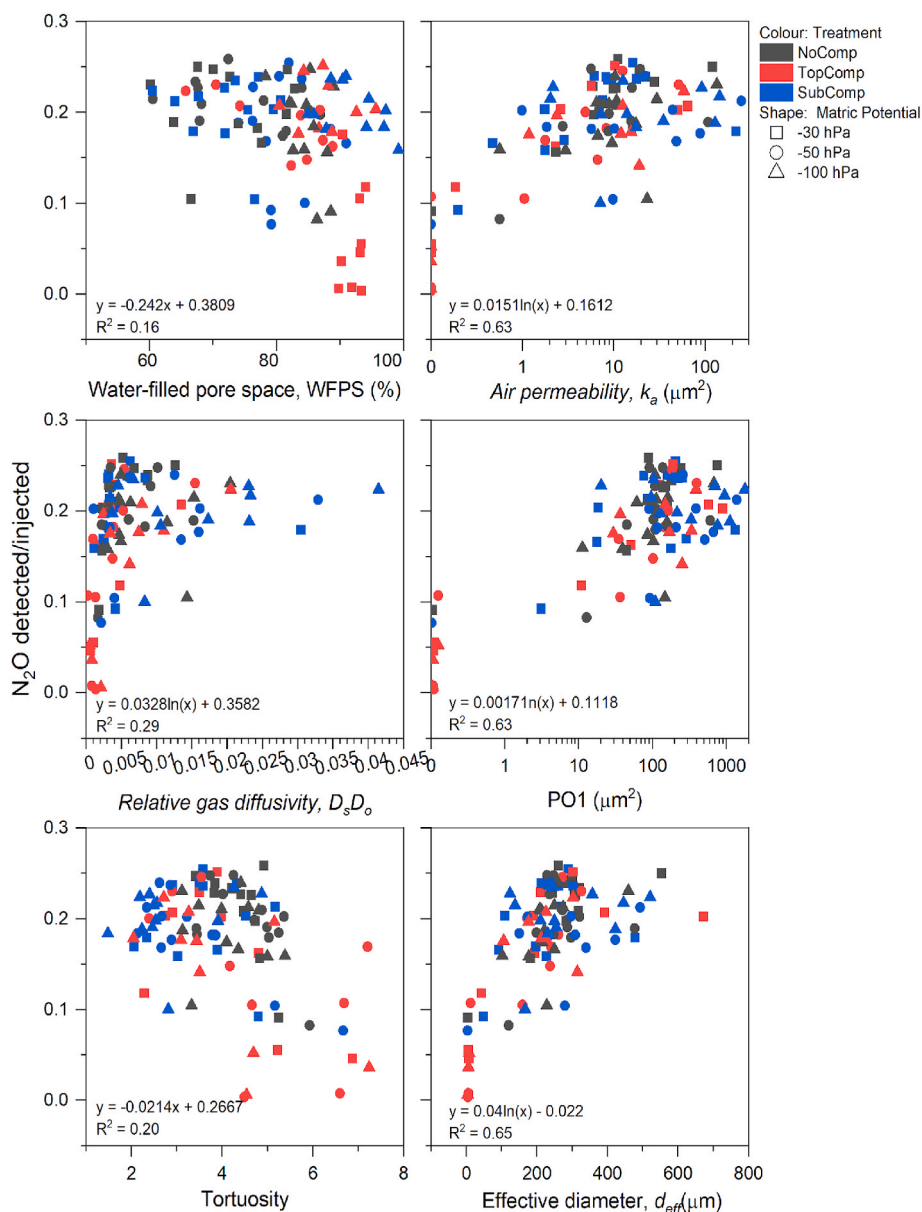 0.3
0.2
0.1
0.0
60
80
100
y = -0.242x + 0.3809
R² = 0.16
Water-filled pore space, WFPS (%)
0
1
10
100
y = 0.0151ln(x) + 0.1612
R² = 0.63
Air permeability, kₐ (μm²)
Colour: Treatment
NoComp
TopComp
SubComp
Shape: Matric Potential
-30 hPa
-50 hPa
-100 hPa
N₂O detected/injected
0.3
0.2
0.1
0.0
0
0.005
0.01
0.015
0.02
0.025
0.03
0.035
0.04
0.045
y = 0.0328ln(x) + 0.3582
R² = 0.29
Relative gas diffusivity, DₛDₒ
0
1
10
100
1000
y = 0.00171n(x) + 0.1118
R² = 0.63
PO1 (μm²)
0.3
0.2
0.1
0.0
2
4
6
8
y = -0.0214x + 0.2667
R² = 0.20
Tortuosity
0
200
400
600
800
y = 0.04ln(x) - 0.022
R² = 0.65
Effective diameter, d_eff(μm)